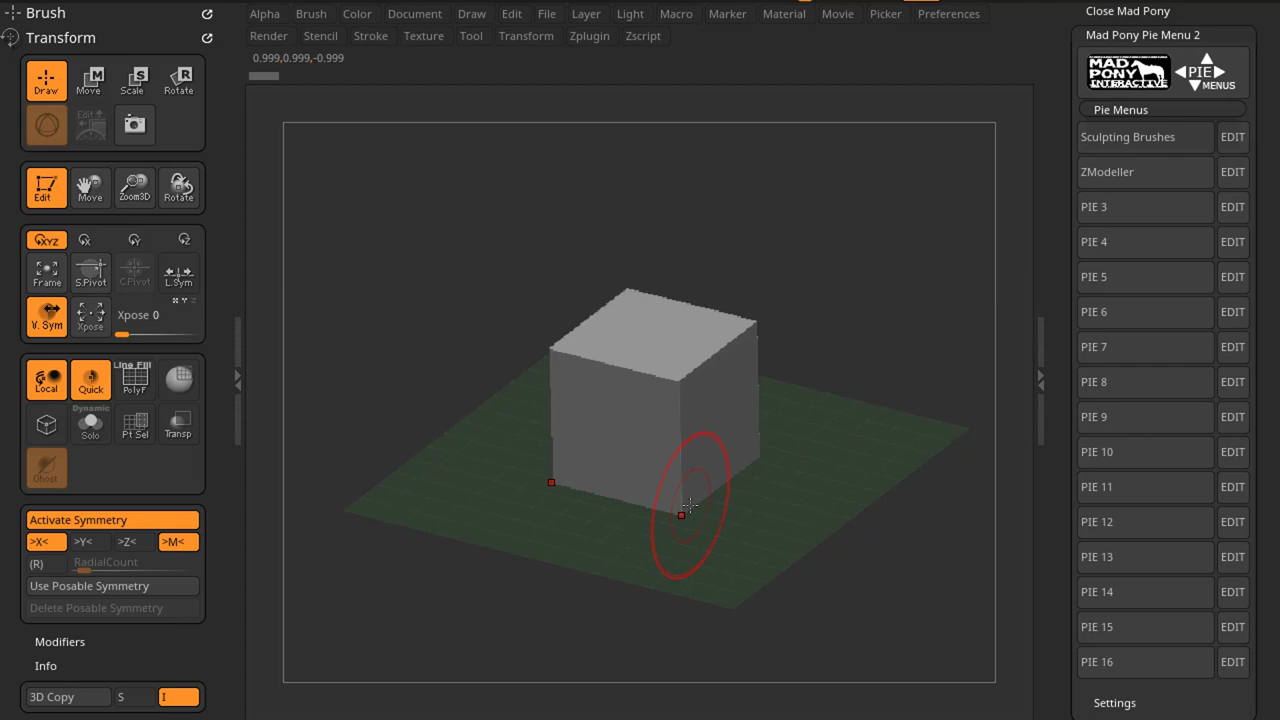 Brush
Transform
Draw
Move
Scale
Rotate
Edit
Edit
Move
Zoom3D
Rotate
XYZ
X
Y
Z
Frame
S.Pivot
C.Pivot
L.Sym
X Y Z
V. Sym
Xpose
Xpose 0
Local
Quick
Line Fill
PolyF
Dynamic
Solo
Pt Sel
Transp
Ghost
Activate Symmetry
>X<
>Y<
>Z<
>M<
(R)
RadialCount
Use Posable Symmetry
Delete Posable Symmetry
Modifiers
Info
3D Copy
S
I
Alpha Brush Color Document Draw Edit File Layer Light Macro Marker Material Movie Picker Preferences
Render Stencil Stroke Texture Tool Transform Zplugin Zscript
0.999,0.999,-0.999
Close Mad Pony
Mad Pony Pie Menu 2
MAD
PONY
INTERACTIVE
PIE
MENUS
Pie Menus
Sculpting Brushes EDIT
ZModeller EDIT
PIE 3 EDIT
PIE 4 EDIT
PIE 5 EDIT
PIE 6 EDIT
PIE 7 EDIT
PIE 8 EDIT
PIE 9 EDIT
PIE 10 EDIT
PIE 11 EDIT
PIE 12 EDIT
PIE 13 EDIT
PIE 14 EDIT
PIE 15 EDIT
PIE 16 EDIT
Settings